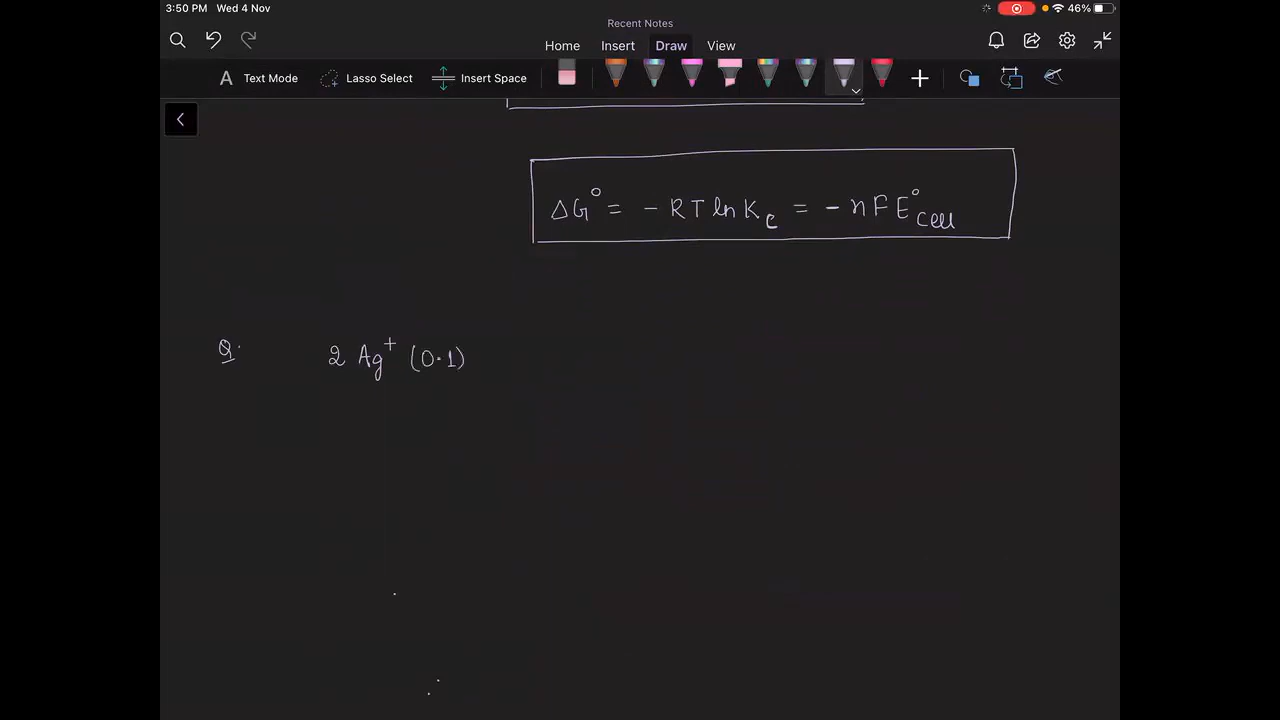 3:50 PM Wed 4 Nov
46%
Recent Notes
Home Insert Draw View
A Text Mode Lasso Select Insert Space
ΔG° = - RT ln K_c = - nFE°_Cell
Q. 2 Ag⁺ (0.1)